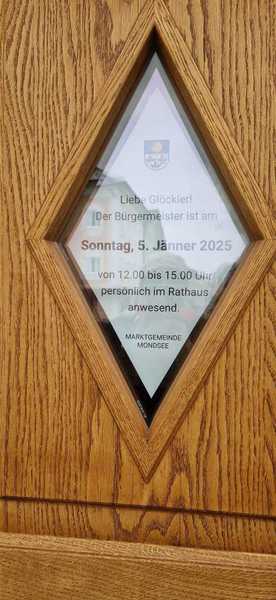 Liebe Glöckler!
Der Bürgermeister ist am
Sonntag, 5. Jänner 2025
von 12.00 bis 15.00 Uhr
persönlich im Rathaus
anwesend.
MARKTGEMEINDE
MONDSEE